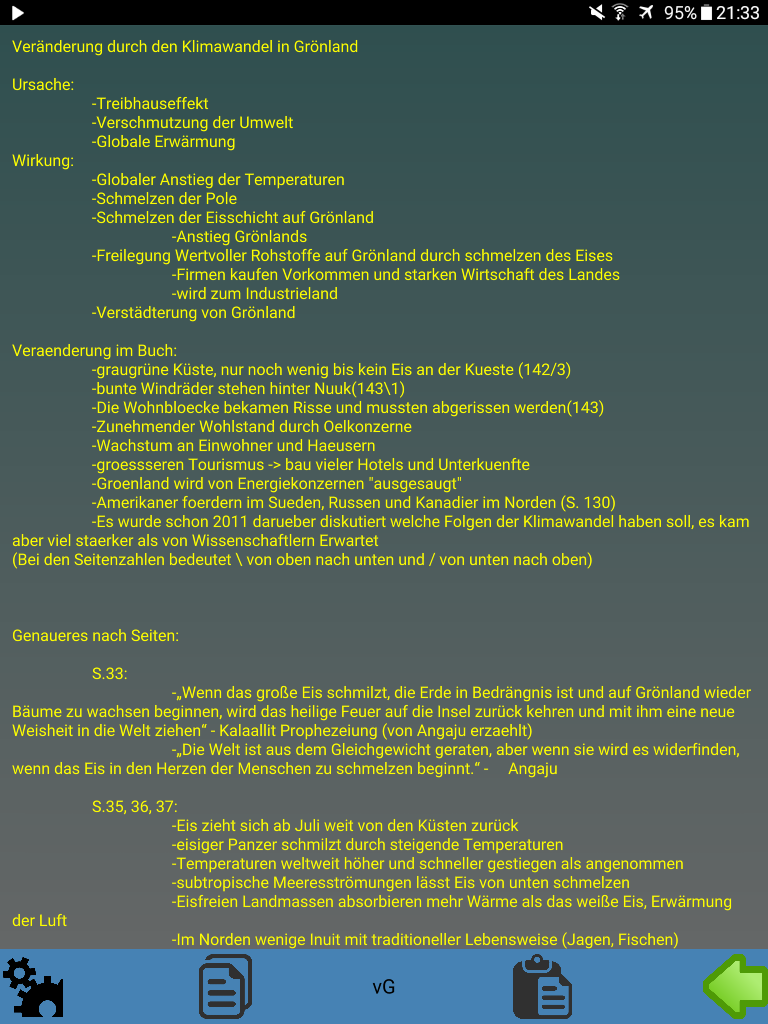 95% 21:33
Veränderung durch den Klimawandel in Grönland
Ursache:
-Treibhauseffekt
-Verschmutzung der Umwelt
-Globale Erwärmung
Wirkung:
-Globaler Anstieg der Temperaturen
-Schmelzen der Pole
-Schmelzen der Eisschicht auf Grönland
-Anstieg Grönlands
-Freilegung Wertvoller Rohstoffe auf Grönland durch schmelzen des Eises
-Firmen kaufen Vorkommen und starken Wirtschaft des Landes
-wird zum Industrieland
-Verstädterung von Grönland
Veraenderung im Buch:
-graugrüne Küste, nur noch wenig bis kein Eis an der Kueste (142/3)
-bunte Windräder stehen hinter Nuuk(143\1)
-Die Wohnbloecke bekamen Risse und mussten abgerissen werden(143)
-Zunehmender Wohlstand durch Oelkonzerne
-Wachstum an Einwohner und Haeusern
-groessseren Tourismus -> bau vieler Hotels und Unterkuenfte
-Groenland wird von Energiekonzernen "ausgesaugt"
-Amerikaner foerdern im Sueden, Russen und Kanadier im Norden (S. 130)
-Es wurde schon 2011 darueber diskutiert welche Folgen der Klimawandel haben soll, es kam
aber viel staerker als von Wissenschaftlern Erwartet
(Bei den Seitenzahlen bedeutet \ von oben nach unten und / von unten nach oben)
Genaueres nach Seiten:
S.33:
-„Wenn das große Eis schmilzt, die Erde in Bedrängnis ist und auf Grönland wieder
Bäume zu wachsen beginnen, wird das heilige Feuer auf die Insel zurück kehren und mit ihm eine neue
Weisheit in die Welt ziehen“ - Kalaallit Prophezeiung (von Angaju erzaehlt)
-„Die Welt ist aus dem Gleichgewicht geraten, aber wenn sie wird es widerfinden,
wenn das Eis in den Herzen der Menschen zu schmelzen beginnt.“ - Angaju
S.35, 36, 37:
-Eis zieht sich ab Juli weit von den Küsten zurück
-eisiger Panzer schmilzt durch steigende Temperaturen
-Temperaturen weltweit höher und schneller gestiegen als angenommen
-subtropische Meeresströmungen lässt Eis von unten schmelzen
-Eisfreien Landmassen absorbieren mehr Wärme als das weiße Eis, Erwärmung
der Luft
-Im Norden wenige Inuit mit traditioneller Lebensweise (Jagen, Fischen)
vG